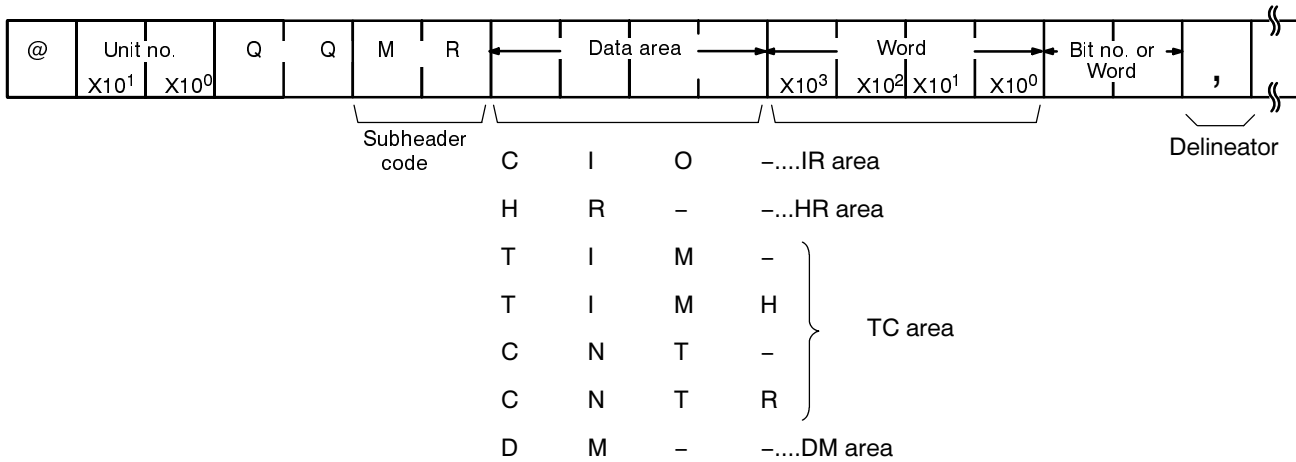 @ Unit no. Q Q M R Data area Word Bit no. or Word ,
X10¹ X10⁰ X10³ X10² X10¹ X10⁰
Subheader code
Delineator
C I O –....IR area
H R – –...HR area
T I M –
T I M H
TC area
C N T –
C N T R
D M – –....DM area